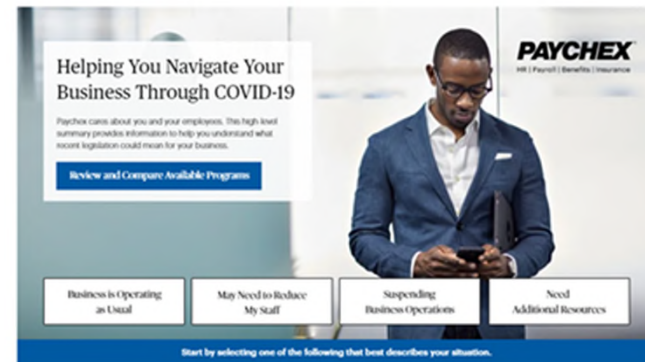 PAYCHEX
HR | Payroll | Benefits | Insurance
Helping You Navigate Your
Business Through COVID-19
Paychex cares about you and your employees. This high level
summary provides information to help you understand what
recent legislation could mean for your business.
Review and Compare Available Programs
Business is Operating
as Usual
May Need to Reduce
My Staff
Suspending
Business Operations
Need
Additional Resources
Start by selecting one of the following that best describes your situation.